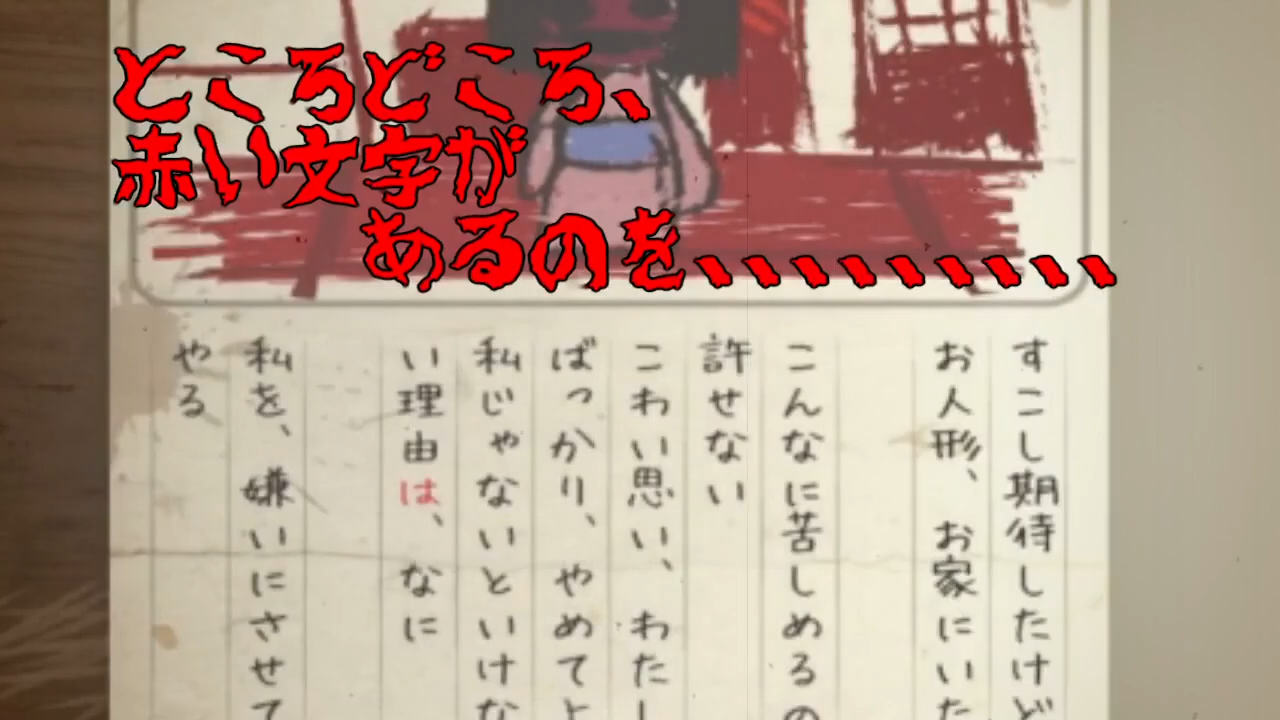 ところどころ、
赤い文字が
あるのを、、、、、、、、、、
すこし期待したけど
お人形、お家にいた
こんなに苦しめるの
許せない
こわい思い、わたし
ばっかり、やめてよ
私じゃないといけな
い理由は、なに
私を、嫌いにさせて
やる